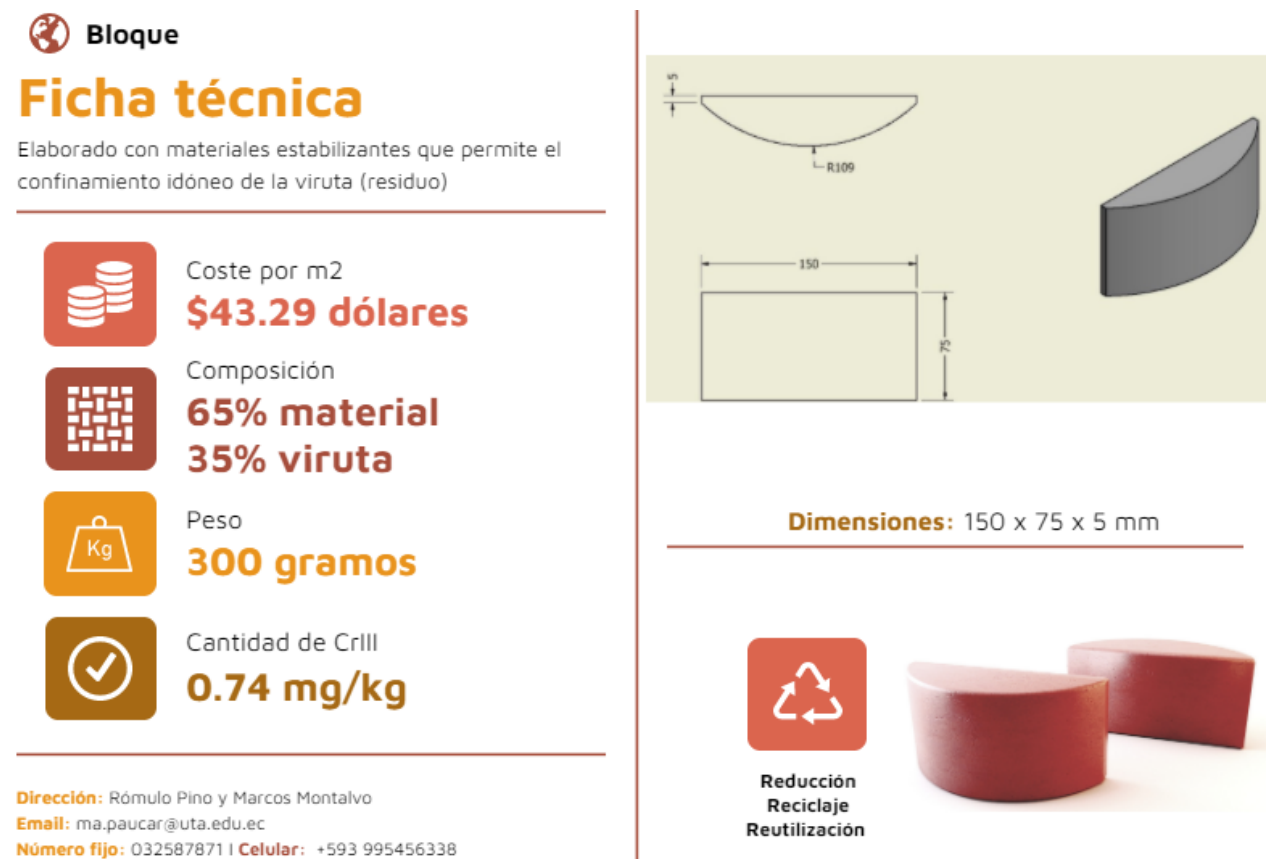 Bloque
Ficha técnica
Elaborado con materiales estabilizantes que permite el
confinamiento idóneo de la viruta (residuo)
Coste por m2
$43.29 dólares
Composición
65% material
35% viruta
Kg
Peso
300 gramos
Cantidad de CrIII
0.74 mg/kg
Dirección: Rómulo Pino y Marcos Montalvo
Email: ma.paucar@uta.edu.ec
Número fijo: 032587871 | Celular: +593 995456338
5
R109
150
75
Dimensiones: 150 x 75 x 5 mm
Reducción
Reciclaje
Reutilización